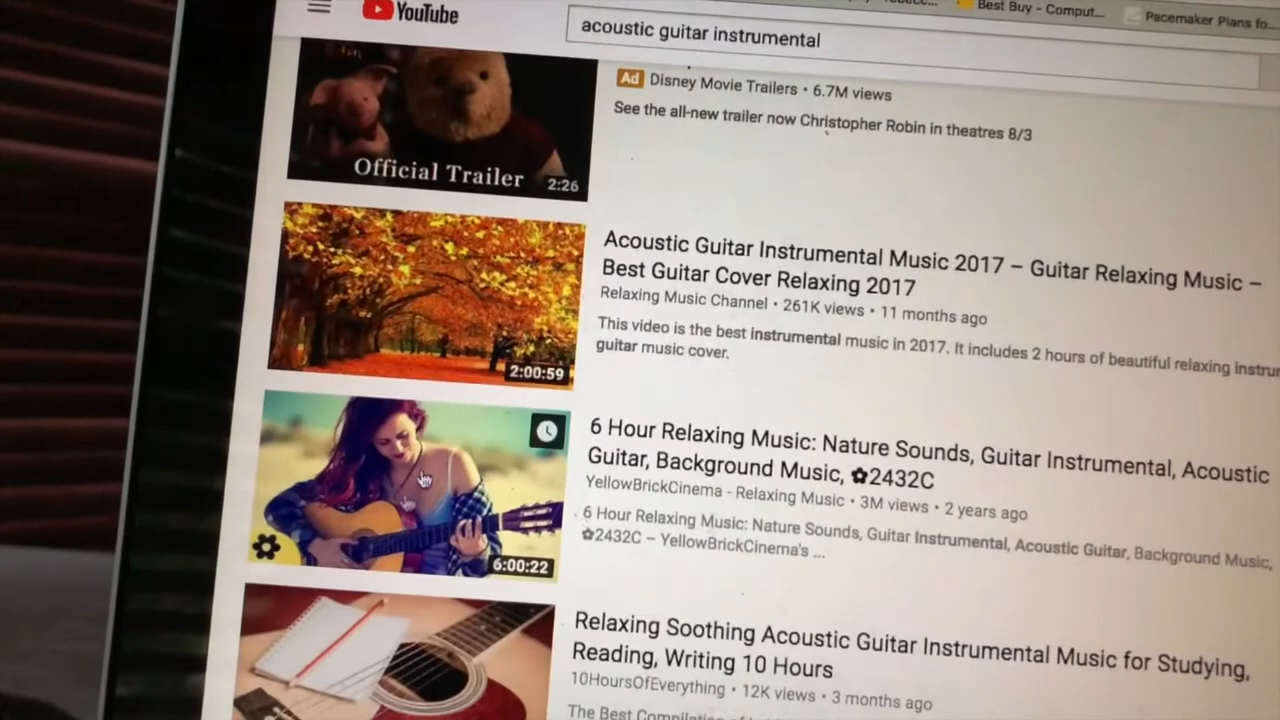 Best Buy - Comput...
Pacemaker Plans fo...
YouTube
acoustic guitar instrumental
Ad Disney Movie Trailers • 6.7M views
See the all-new trailer now Christopher Robin in theatres 8/3
Official Trailer
2:26
Acoustic Guitar Instrumental Music 2017 – Guitar Relaxing Music –
Best Guitar Cover Relaxing 2017
Relaxing Music Channel • 261K views • 11 months ago
This video is the best instrumental music in 2017. It includes 2 hours of beautiful relaxing instrum
guitar music cover.
2:00:59
6 Hour Relaxing Music: Nature Sounds, Guitar Instrumental, Acoustic
Guitar, Background Music, ✿2432C
YellowBrickCinema - Relaxing Music • 3M views • 2 years ago
6 Hour Relaxing Music: Nature Sounds, Guitar Instrumental, Acoustic Guitar, Background Music,
✿2432C – YellowBrickCinema's ...
6:00:22
Relaxing Soothing Acoustic Guitar Instrumental Music for Studying,
Reading, Writing 10 Hours
10HoursOfEverything • 12K views • 3 months ago
The Best Compilation of